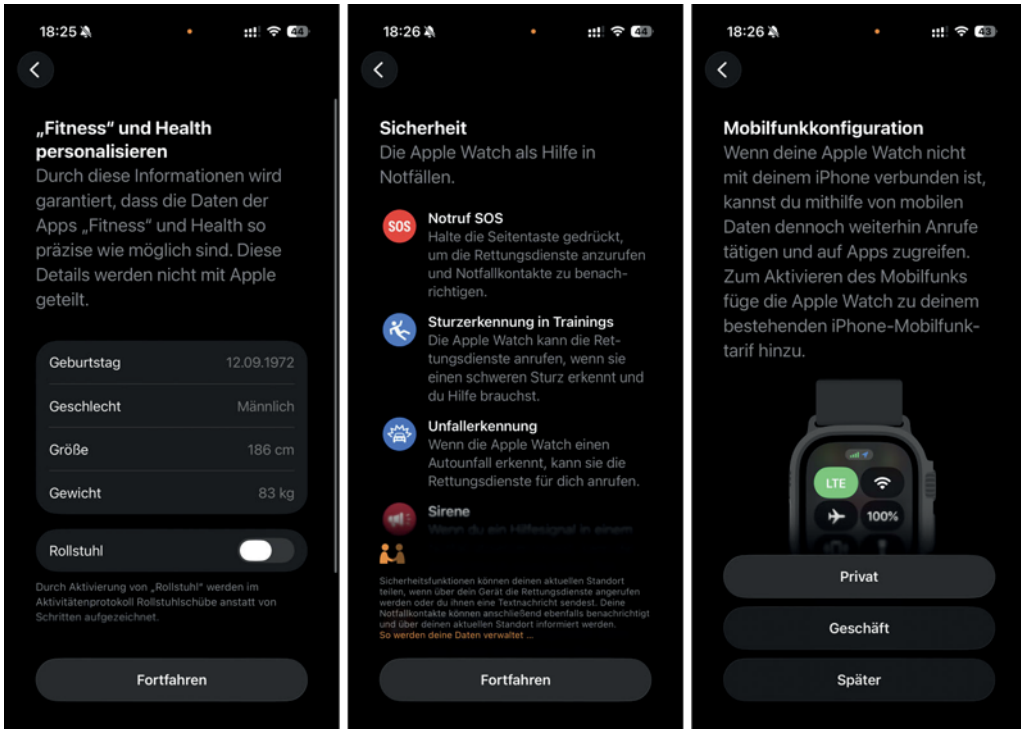 18:25
44
„Fitness“ und Health
personalisieren
Durch diese Informationen wird
garantiert, dass die Daten der
Apps „Fitness“ und Health so
präzise wie möglich sind. Diese
Details werden nicht mit Apple
geteilt.
Geburtstag 12.09.1972
Geschlecht Männlich
Größe 186 cm
Gewicht 83 kg
Rollstuhl
Durch Aktivierung von „Rollstuhl“ werden im
Aktivitätenprotokoll Rollstuhlschübe anstatt von
Schritten aufgezeichnet.
Fortfahren
18:26
44
Sicherheit
Die Apple Watch als Hilfe in
Notfällen.
SOS
Notruf SOS
Halte die Seitentaste gedrückt,
um die Rettungsdienste anzurufen
und Notfallkontakte zu benach-
richtigen.
Sturzerkennung in Trainings
Die Apple Watch kann die Ret-
tungsdienste anrufen, wenn sie
einen schweren Sturz erkennt und
du Hilfe brauchst.
Unfallerkennung
Wenn die Apple Watch einen
Autounfall erkennt, kann sie die
Rettungsdienste für dich anrufen.
Sirene
Wenn du ein Hilfesignal in einem
Sicherheitsfunktionen können deinen aktuellen Standort
teilen, wenn über dein Gerät die Rettungsdienste angerufen
werden oder du ihnen eine Textnachricht sendest. Deine
Notfallkontakte können anschließend ebenfalls benachrichtigt
und über deinen aktuellen Standort informiert werden.
So werden deine Daten verwaltet ...
Fortfahren
18:26
43
Mobilfunkkonfiguration
Wenn deine Apple Watch nicht
mit deinem iPhone verbunden ist,
kannst du mithilfe von mobilen
Daten dennoch weiterhin Anrufe
tätigen und auf Apps zugreifen.
Zum Aktivieren des Mobilfunks
füge die Apple Watch zu deinem
bestehenden iPhone-Mobilfunk-
tarif hinzu.
LTE
100%
Privat
Geschäft
Später